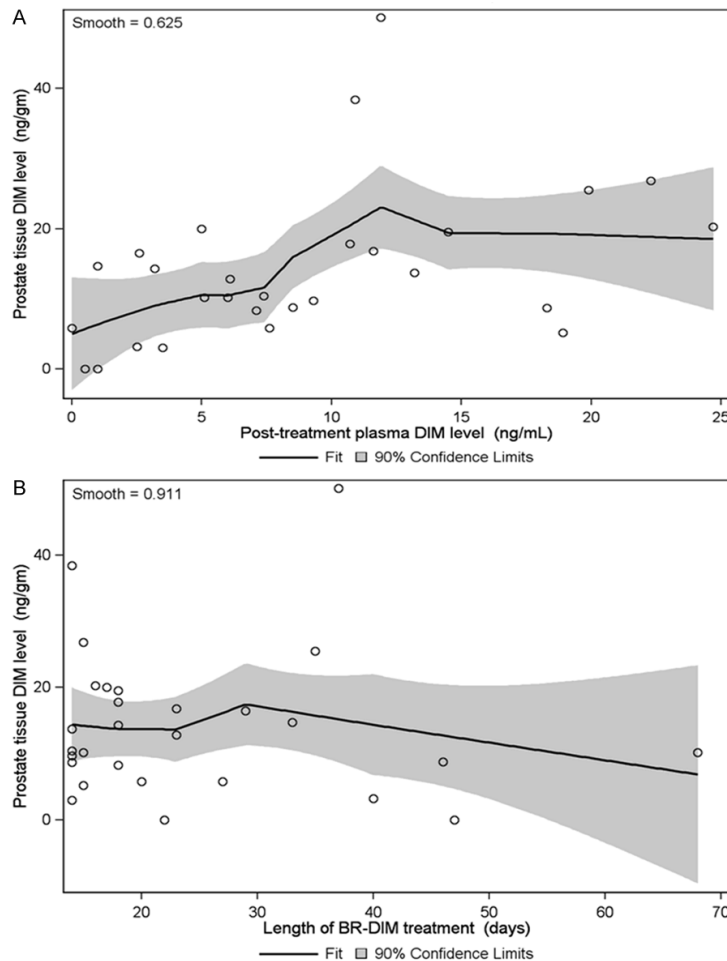 A
Smooth = 0.625
Prostate tissue DIM level (ng/gm)
40
20
0
0 5 10 15 20 25
Post-treatment plasma DIM level (ng/mL)
Fit 90% Confidence Limits
B
Smooth = 0.911
Prostate tissue DIM level (ng/gm)
40
20
0
20 30 40 50 60 70
Length of BR-DIM treatment (days)
Fit 90% Confidence Limits